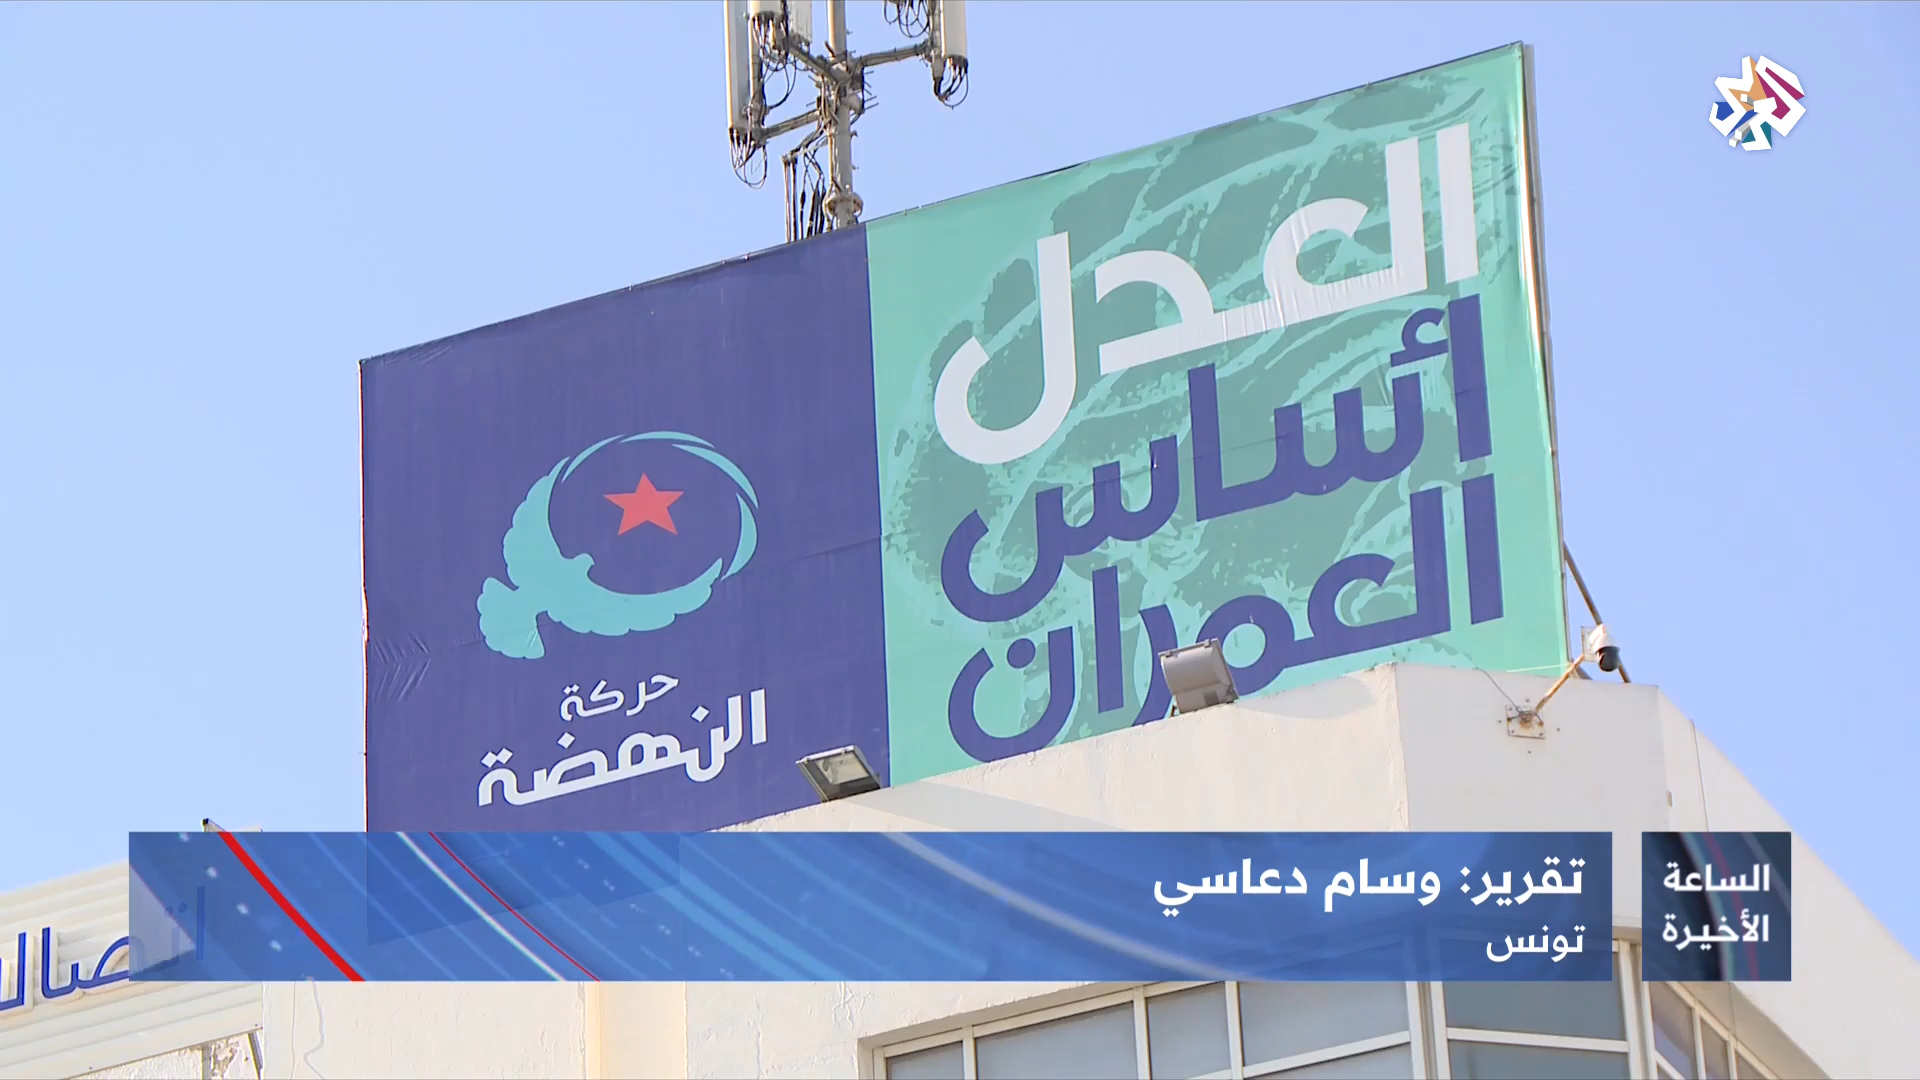 العدل
أساس
العمران
حركة
النهضة
تقرير: وسام دعاسي
تونس
الساعة
الأخيرة